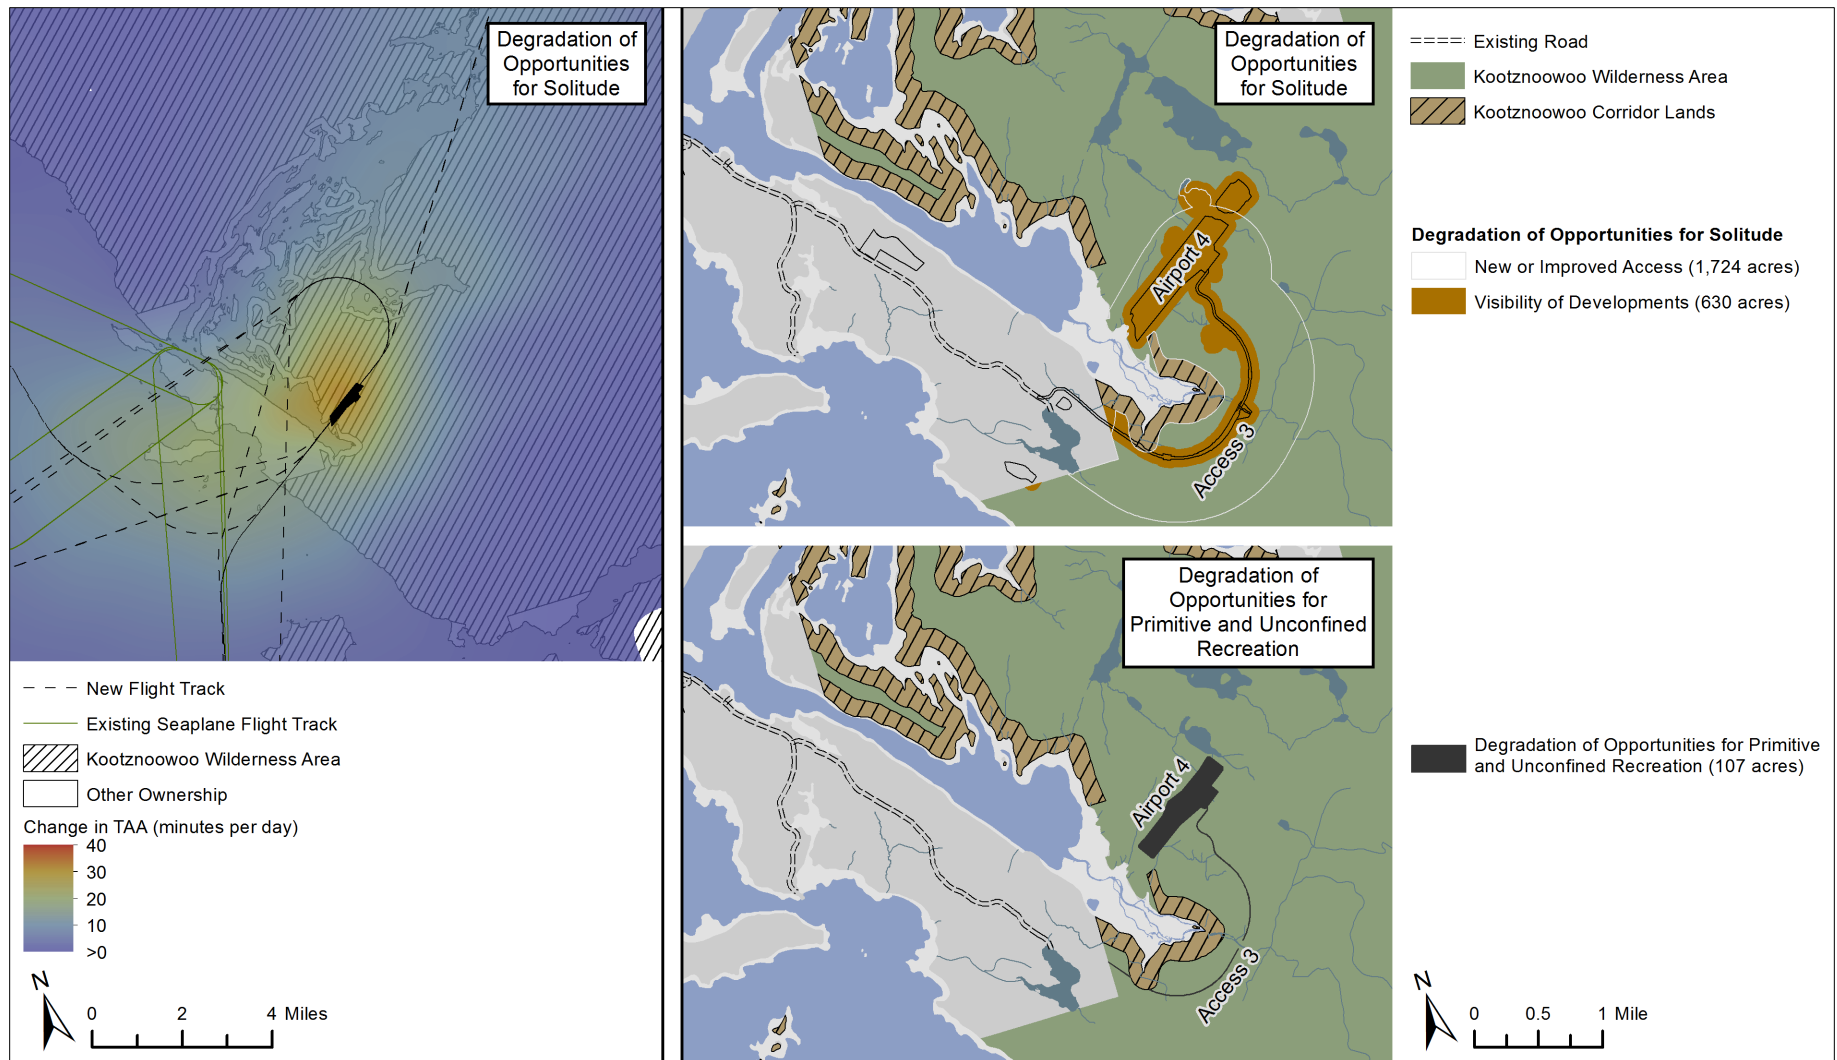 Degradation of
Opportunities
for Solitude
New Flight Track
Existing Seaplane Flight Track
Kootznoowoo Wilderness Area
Other Ownership
Change in TAA (minutes per day)
40
30
20
10
>0
N
0 2 4 Miles
Degradation of
Opportunities
for Solitude
Airport 4
Access 3
Degradation of
Opportunities for
Primitive and Unconfined
Recreation
Airport 4
Access 3
Existing Road
Kootznoowoo Wilderness Area
Kootznoowoo Corridor Lands
Degradation of Opportunities for Solitude
New or Improved Access (1,724 acres)
Visibility of Developments (630 acres)
Degradation of Opportunities for Primitive
and Unconfined Recreation (107 acres)
N
0 0.5 1 Mile